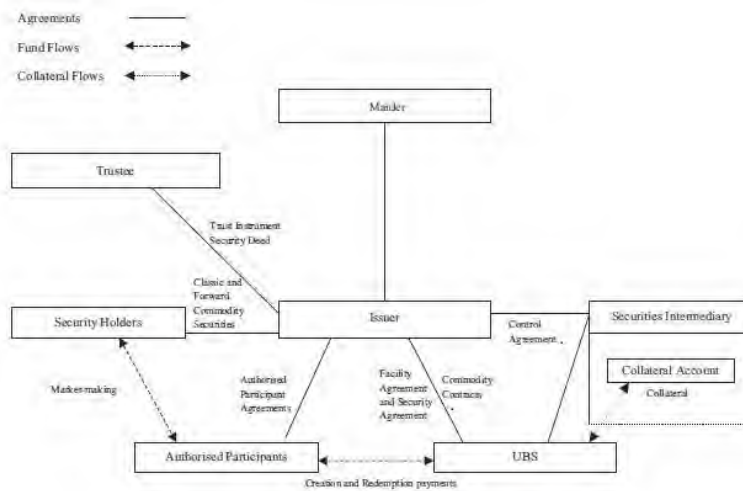 Agreements
Fund Flows
Collateral Flows
Trustee
Trust Instrument
Security Deed
Classic and
Forward
Commodity
Securities
Security Holders
Issuer
Control
Agreement
Securities Intermediary
Collateral Account
Collateral
Market-making
Authorised
Participant
Agreements
Facility
Agreement
and Security
Agreement
Commodity
Contracts
Authorised Participants
UBS
Creation and Redemption payments